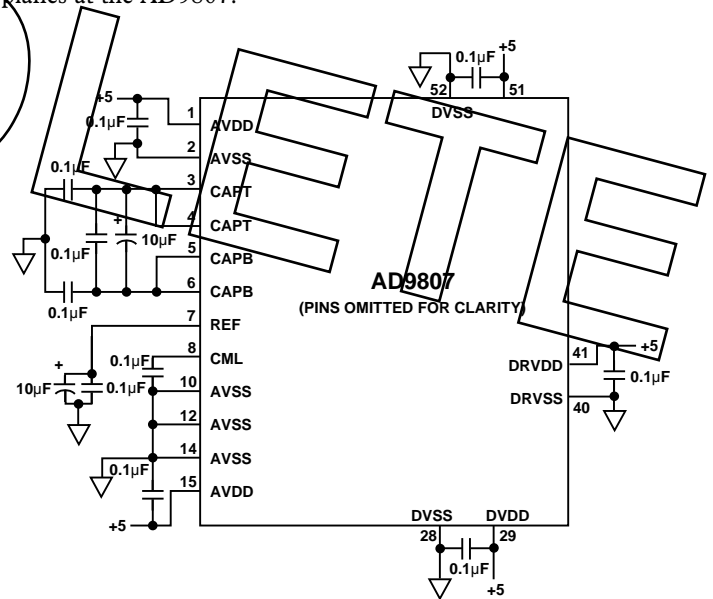 planes at the AD9807.
LETE
+5
0.1µF
52
51
DVSS
+5
0.1µF
1
AVDD
2
AVSS
0.1µF
3
CAPT
+
4
CAPT
0.1µF
10µF
5
CAPB
6
CAPB
0.1µF
7
REF
AD9807
(PINS OMITTED FOR CLARITY)
8
CML
+
0.1µF
10µF
0.1µF
10
AVSS
12
AVSS
14
AVSS
0.1µF
15
AVDD
+5
DRVDD
41
+5
0.1µF
DRVSS
40
DVSS
DVDD
28
29
0.1µF
+5